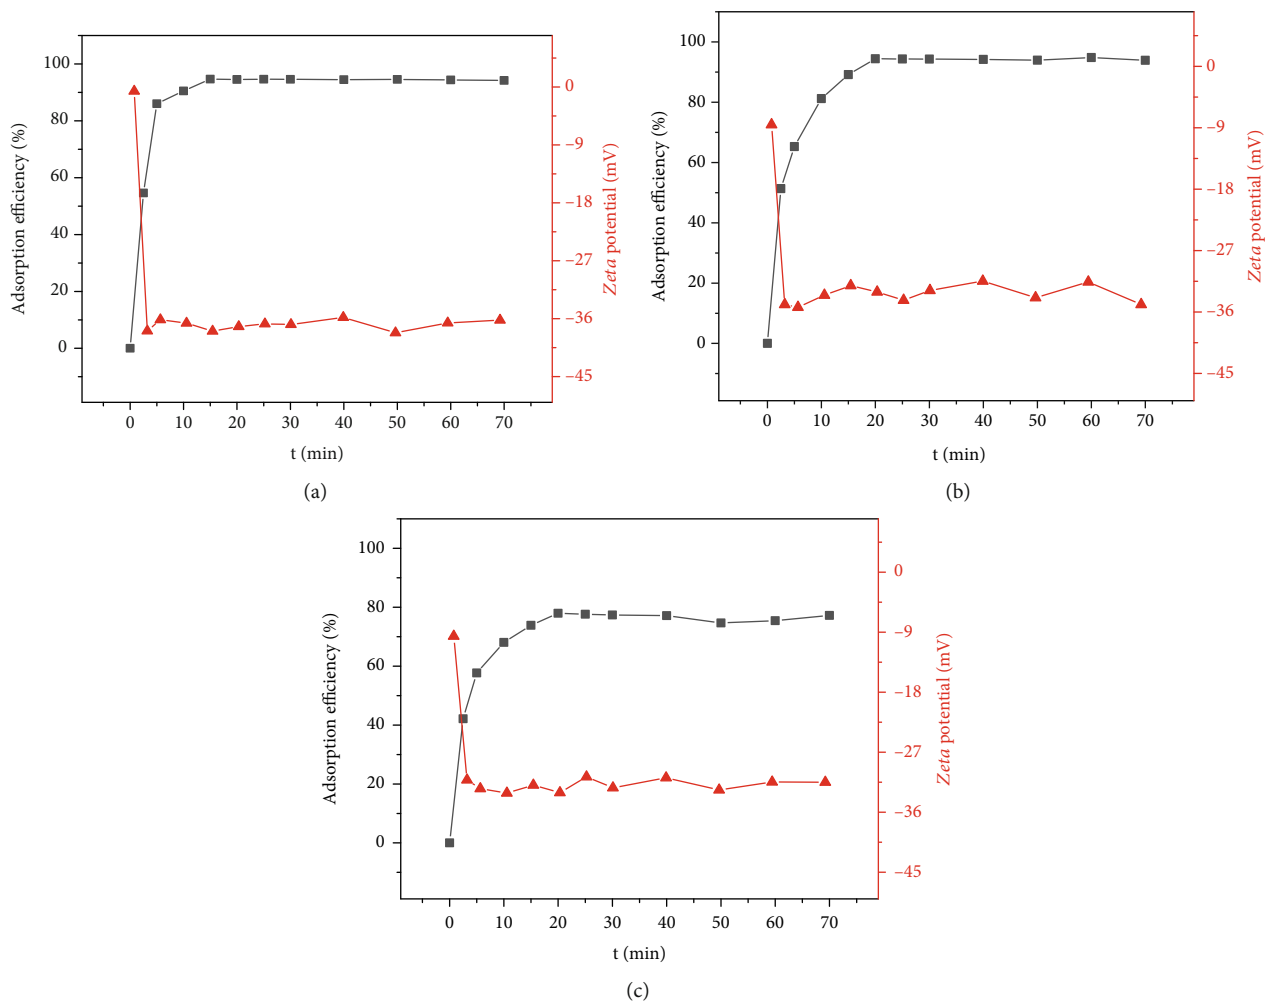 100
80
60
40
20
0
Adsorption efficiency (%)
0
−9
−18
−27
−36
−45
Zeta potential (mV)
0 10 20 30 40 50 60 70
t (min)
(a)
100
80
60
40
20
0
Adsorption efficiency (%)
0
−9
−18
−27
−36
−45
Zeta potential (mV)
0 10 20 30 40 50 60 70
t (min)
(b)
100
80
60
40
20
0
Adsorption efficiency (%)
0
−9
−18
−27
−36
−45
Zeta potential (mV)
0 10 20 30 40 50 60 70
t (min)
(c)